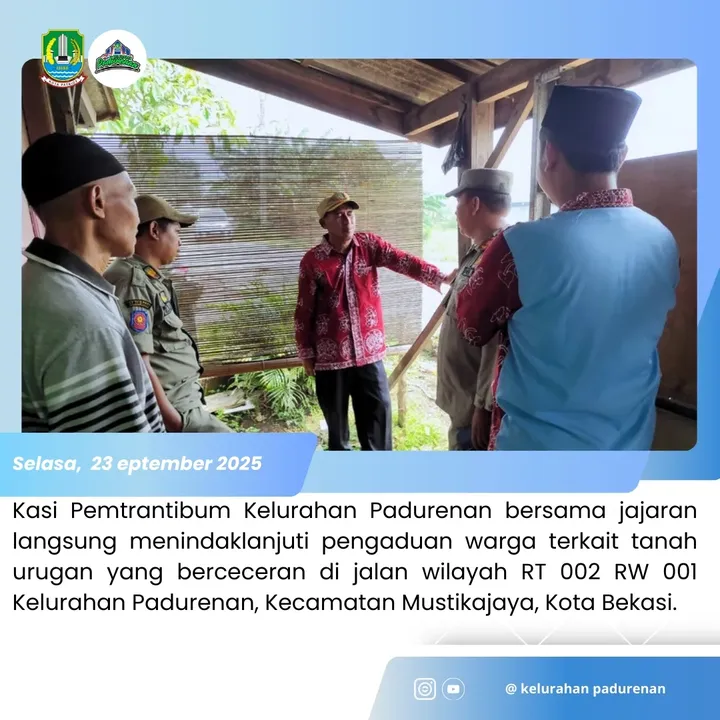 Selasa, 23 eptember 2025
Kasi Pemtrantibum Kelurahan Padurenan bersama jajaran
langsung menindaklanjuti pengaduan warga terkait tanah
urugan yang berceceran di jalan wilayah RT 002 RW 001
Kelurahan Padurenan, Kecamatan Mustikajaya, Kota Bekasi.
@ kelurahan padurenan